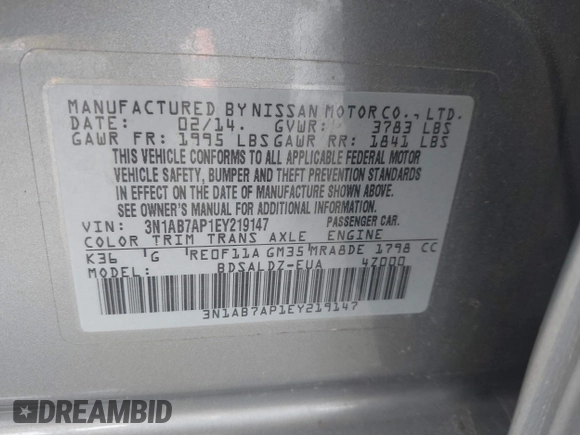 MANUFACTURED BY NISSAN MOTOR CO., LTD.
DATE: 02/14. GVWR: 3783 LBS
GAWR FR: 1995 LBS GAWR RR: 1841 LBS
THIS VEHICLE CONFORMS TO ALL APPLICABLE FEDERAL MOTOR
VEHICLE SAFETY, BUMPER AND THEFT PREVENTION STANDARDS
IN EFFECT ON THE DATE OF MANUFACTURE SHOWN ABOVE.
SEE OWNER'S MANUAL FOR ADDITIONAL INFORMATION.
VIN: 3N1AB7AP1EY219147 PASSENGER CAR.
COLOR TRIM TRANS AXLE ENGINE
K36 G RE0F11A GM35 MRA8DE 1798 CC
MODEL: BDSALDZ-EUA 47000
3N1AB7AP1EY219147
DREAMBID